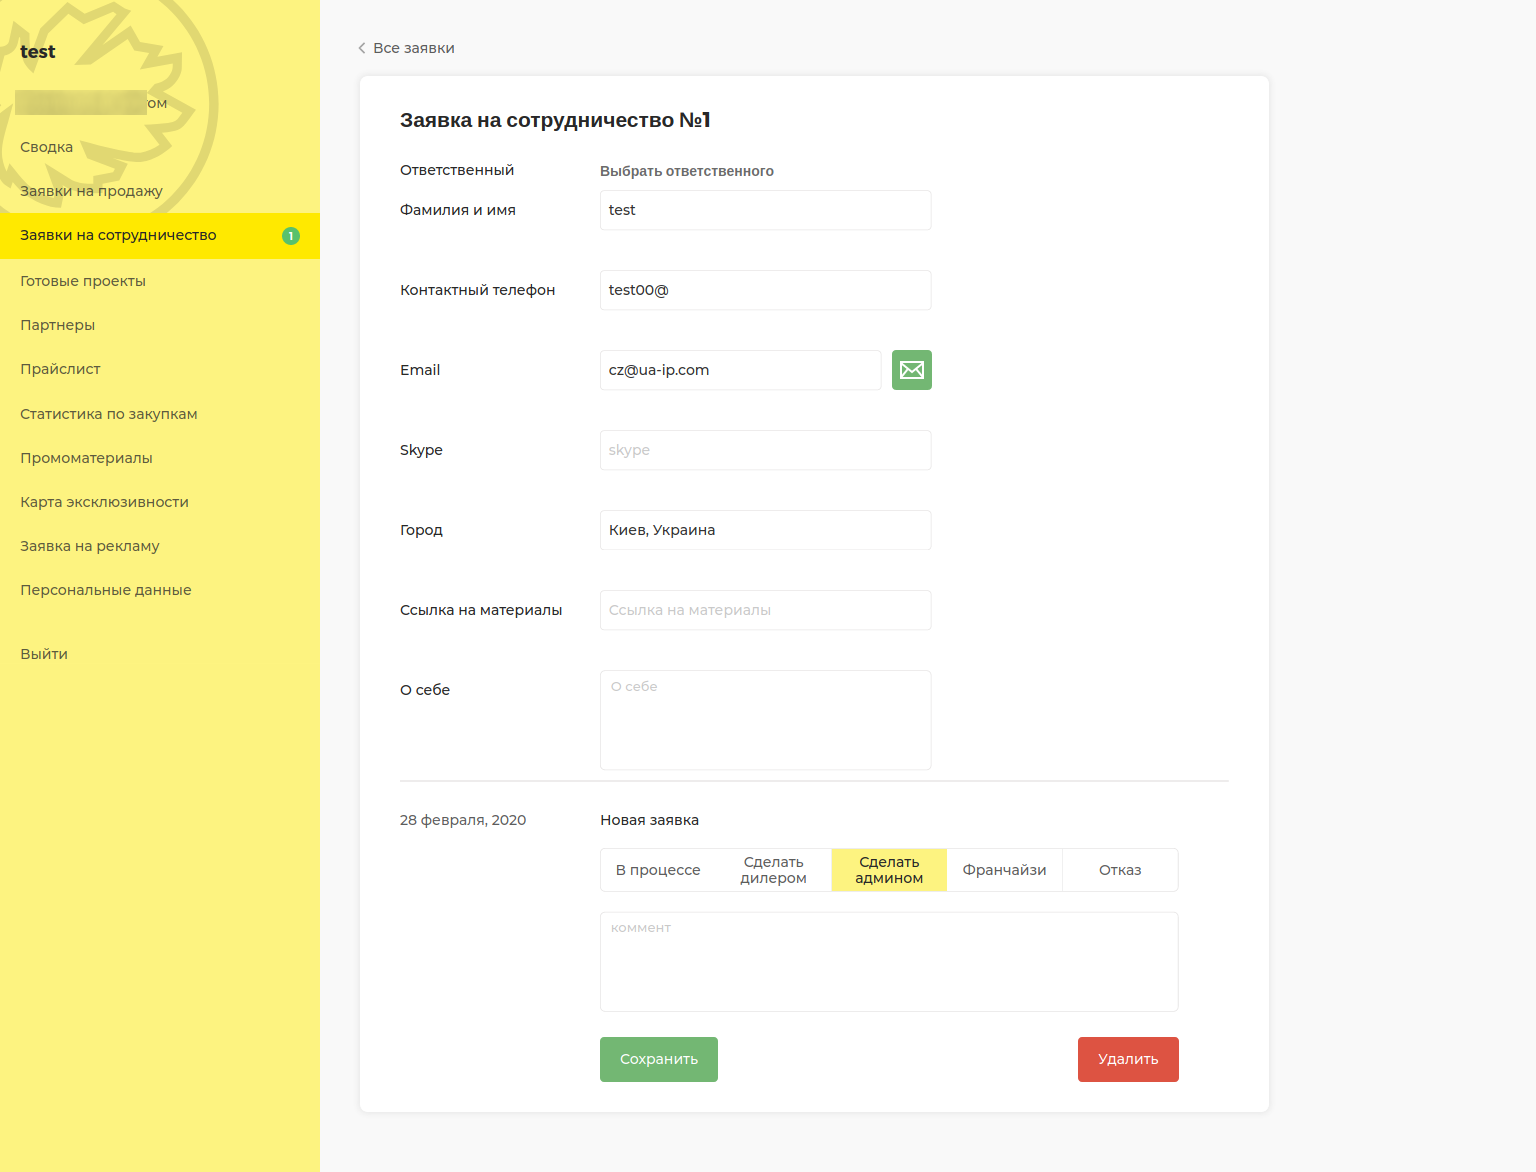 test
ом
Сводка
Заявки на продажу
Заявки на сотрудничество 1
Готовые проекты
Партнеры
Прайслист
Статистика по закупкам
Промоматериалы
Карта эксклюзивности
Заявка на рекламу
Персональные данные
Выйти
Все заявки
Заявка на сотрудничество №1
Ответственный Выбрать ответственного
Фамилия и имя test
Контактный телефон test00@
Email cz@ua-ip.com
Skype skype
Город Киев, Украина
Ссылка на материалы Ссылка на материалы
О себе О себе
28 февраля, 2020 Новая заявка
В процессе Сделать дилером Сделать админом Франчайзи Отказ
коммент
Сохранить Удалить